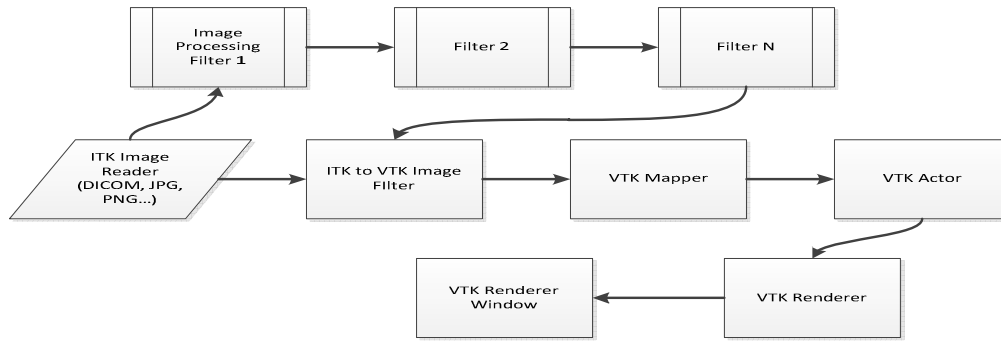 Image
Processing
Filter 1
Filter 2
Filter N
ITK Image
Reader
(DICOM, JPG,
PNG...)
ITK to VTK Image
Filter
VTK Mapper
VTK Actor
VTK Renderer
Window
VTK Renderer